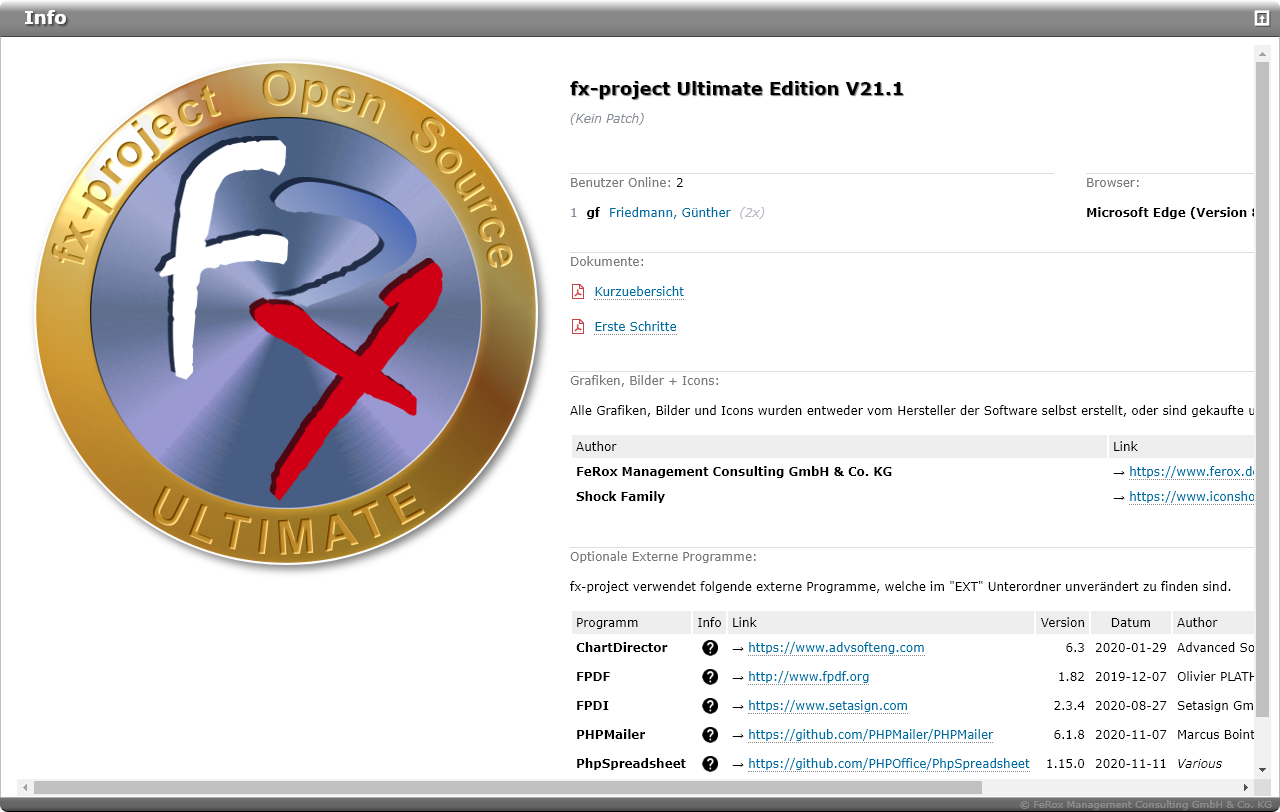 Info
fx-project Open Source
ULTIMATE
fx-project Ultimate Edition V21.1
(Kein Patch)
Benutzer Online: 2
Browser:
1 gf Friedmann, Günther (2x)
Microsoft Edge (Version
Dokumente:
Kurzuebersicht
Erste Schritte
Grafiken, Bilder + Icons:
Alle Grafiken, Bilder und Icons wurden entweder vom Hersteller der Software selbst erstellt, oder sind gekaufte
Author Link
FeRox Management Consulting GmbH & Co. KG → https://www.ferox.d
Shock Family → https://www.iconsho
Optionale Externe Programme:
fx-project verwendet folgende externe Programme, welche im "EXT" Unterordner unverändert zu finden sind.
Programm Info Link Version Datum Author
ChartDirector ? → https://www.advsofteng.com 6.3 2020-01-29 Advanced So
FPDF ? → http://www.fpdf.org 1.82 2019-12-07 Olivier PLATH
FPDI ? → https://www.setasign.com 2.3.4 2020-08-27 Setasign Gm
PHPMailer ? → https://github.com/PHPMailer/PHPMailer 6.1.8 2020-11-07 Marcus Boint
PhpSpreadsheet ? → https://github.com/PHPOffice/PhpSpreadsheet 1.15.0 2020-11-11 Various
© FeRox Management Consulting GmbH & Co. KG